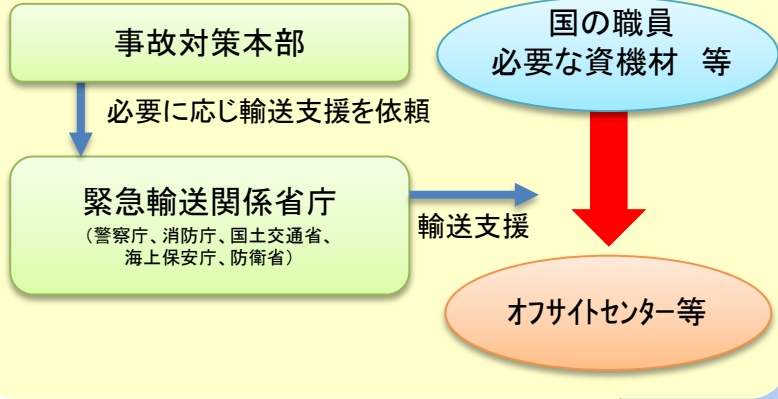 事故対策本部
必要に応じ輸送支援を依頼
緊急輸送関係省庁
（警察庁、消防庁、国土交通省、
海上保安庁、防衛省）
輸送支援
国の職員
必要な資機材　等
オフサイトセンター等